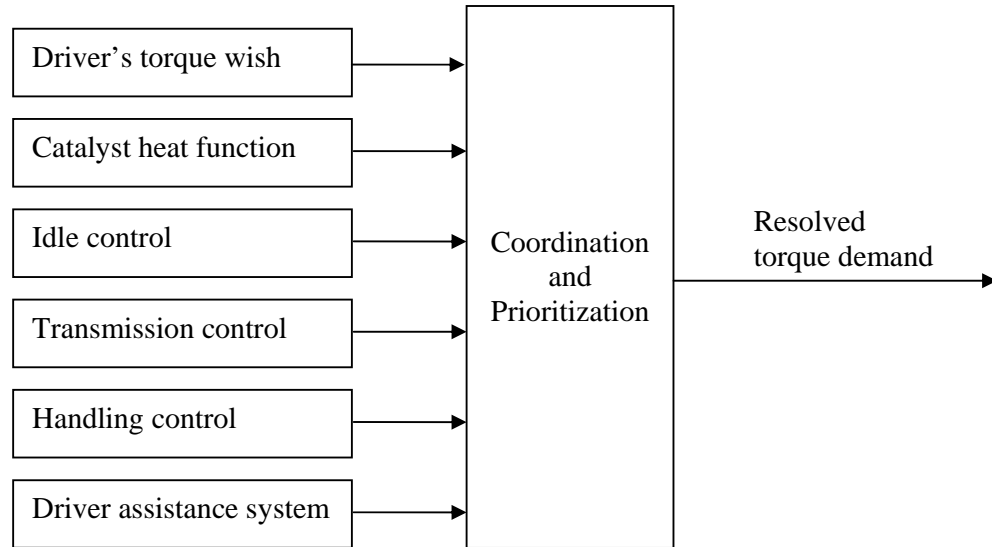 Driver’s torque wish
Catalyst heat function
Idle control
Transmission control
Handling control
Driver assistance system
Coordination
and
Prioritization
Resolved
torque demand